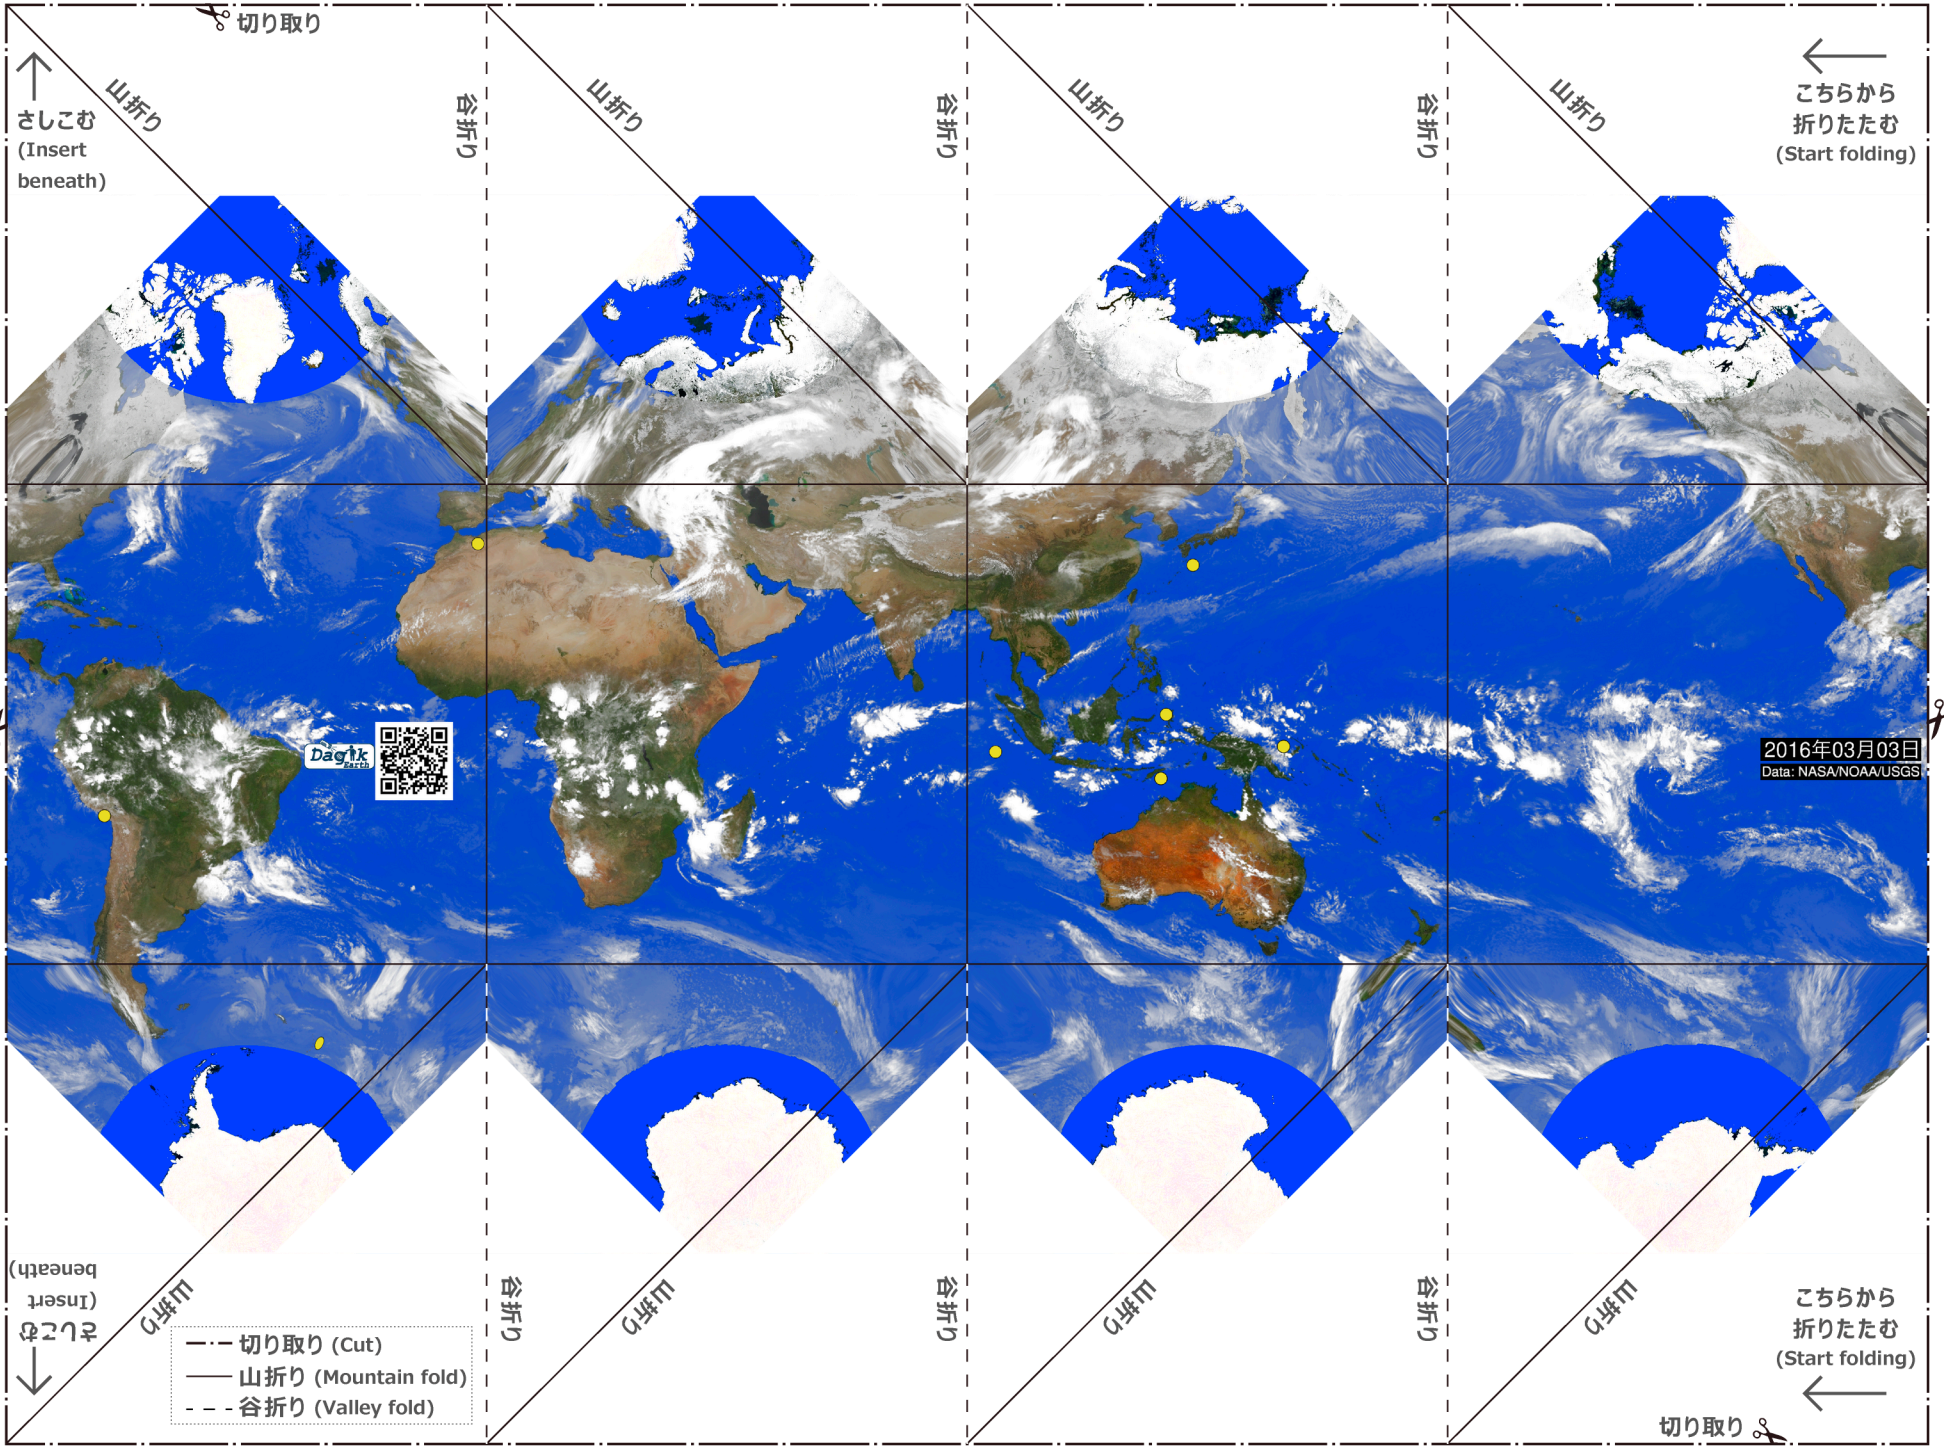 切り取り
山折り
谷折り
山折り
谷折り
山折り
谷折り
山折り
さしこむ
(Insert
beneath)
こちらから
折りたたむ
(Start folding)
Dagik
Earth
2016年03月03日
Data: NASA/NOAA/USGS
さしこむ
(Insert
beneath)
山折り
谷折り
山折り
谷折り
山折り
谷折り
山折り
こちらから
折りたたむ
(Start folding)
切り取り (Cut)
山折り (Mountain fold)
谷折り (Valley fold)
切り取り